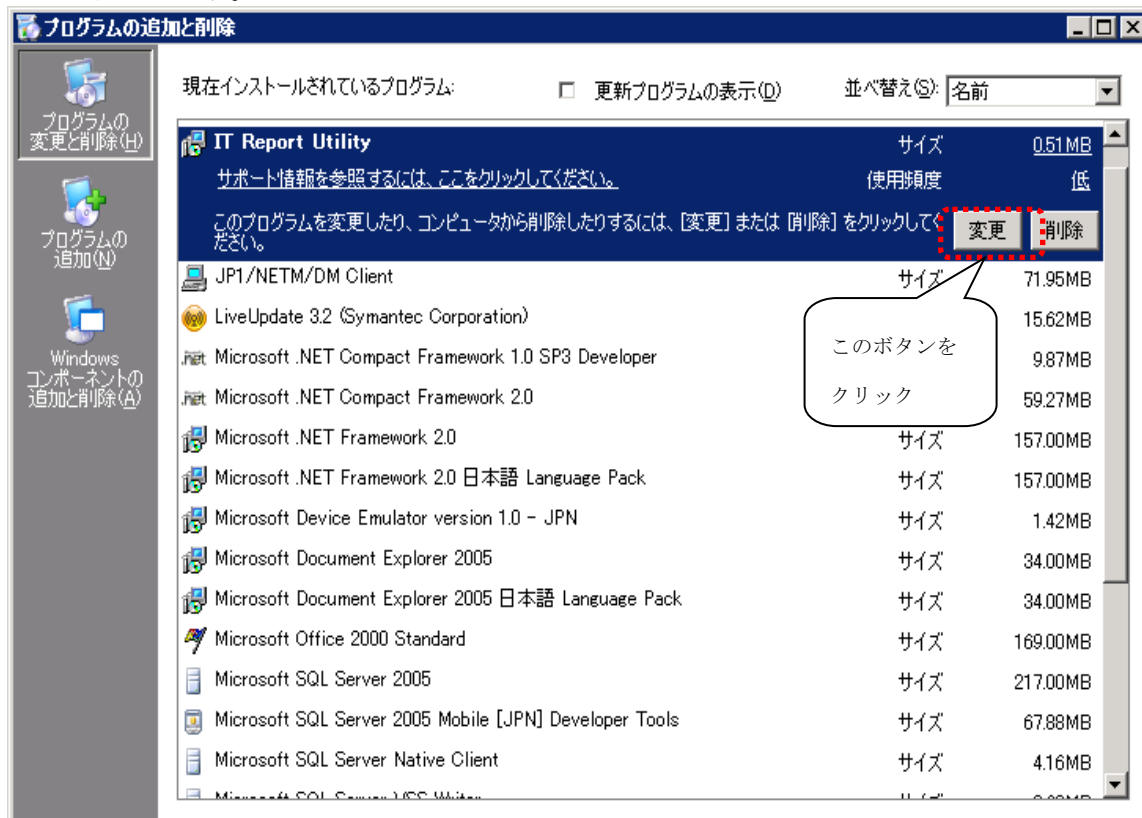 プログラムの追加と削除
プログラムの
変更と削除(H)
プログラムの
追加(N)
Windows
コンポーネントの
追加と削除(A)
現在インストールされているプログラム:
更新プログラムの表示(D)
並べ替え(S):
名前
IT Report Utility サイズ 0.51MB
サポート情報を参照するには、ここをクリックしてください。 使用頻度 低
このプログラムを変更したり、コンピュータから削除したりするには、[変更] または [削除] をクリックしてく
ださい。
変更
削除
JP1/NETM/DM Client サイズ 71.95MB
LiveUpdate 3.2 (Symantec Corporation) 15.62MB
Microsoft .NET Compact Framework 1.0 SP3 Developer 9.87MB
Microsoft .NET Compact Framework 2.0 59.27MB
このボタンを
クリック
Microsoft .NET Framework 2.0 サイズ 157.00MB
Microsoft .NET Framework 2.0 日本語 Language Pack サイズ 157.00MB
Microsoft Device Emulator version 1.0 - JPN サイズ 1.42MB
Microsoft Document Explorer 2005 サイズ 34.00MB
Microsoft Document Explorer 2005 日本語 Language Pack サイズ 34.00MB
Microsoft Office 2000 Standard サイズ 169.00MB
Microsoft SQL Server 2005 サイズ 217.00MB
Microsoft SQL Server 2005 Mobile [JPN] Developer Tools サイズ 67.88MB
Microsoft SQL Server Native Client サイズ 4.16MB